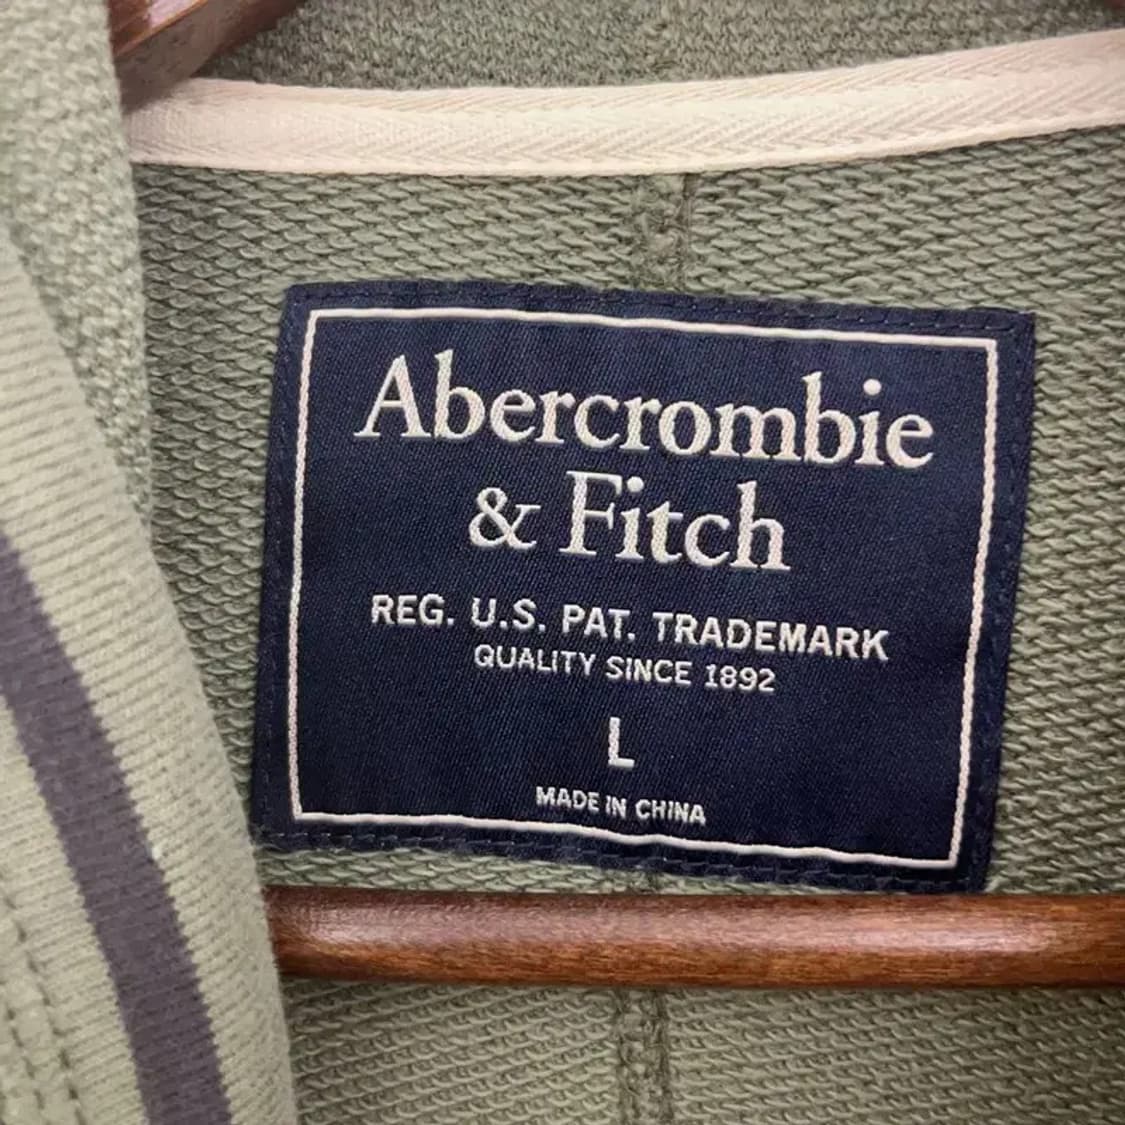 Abercrombie
& Fitch
REG. U.S. PAT. TRADEMARK
QUALITY SINCE 1892
L
MADE IN CHINA